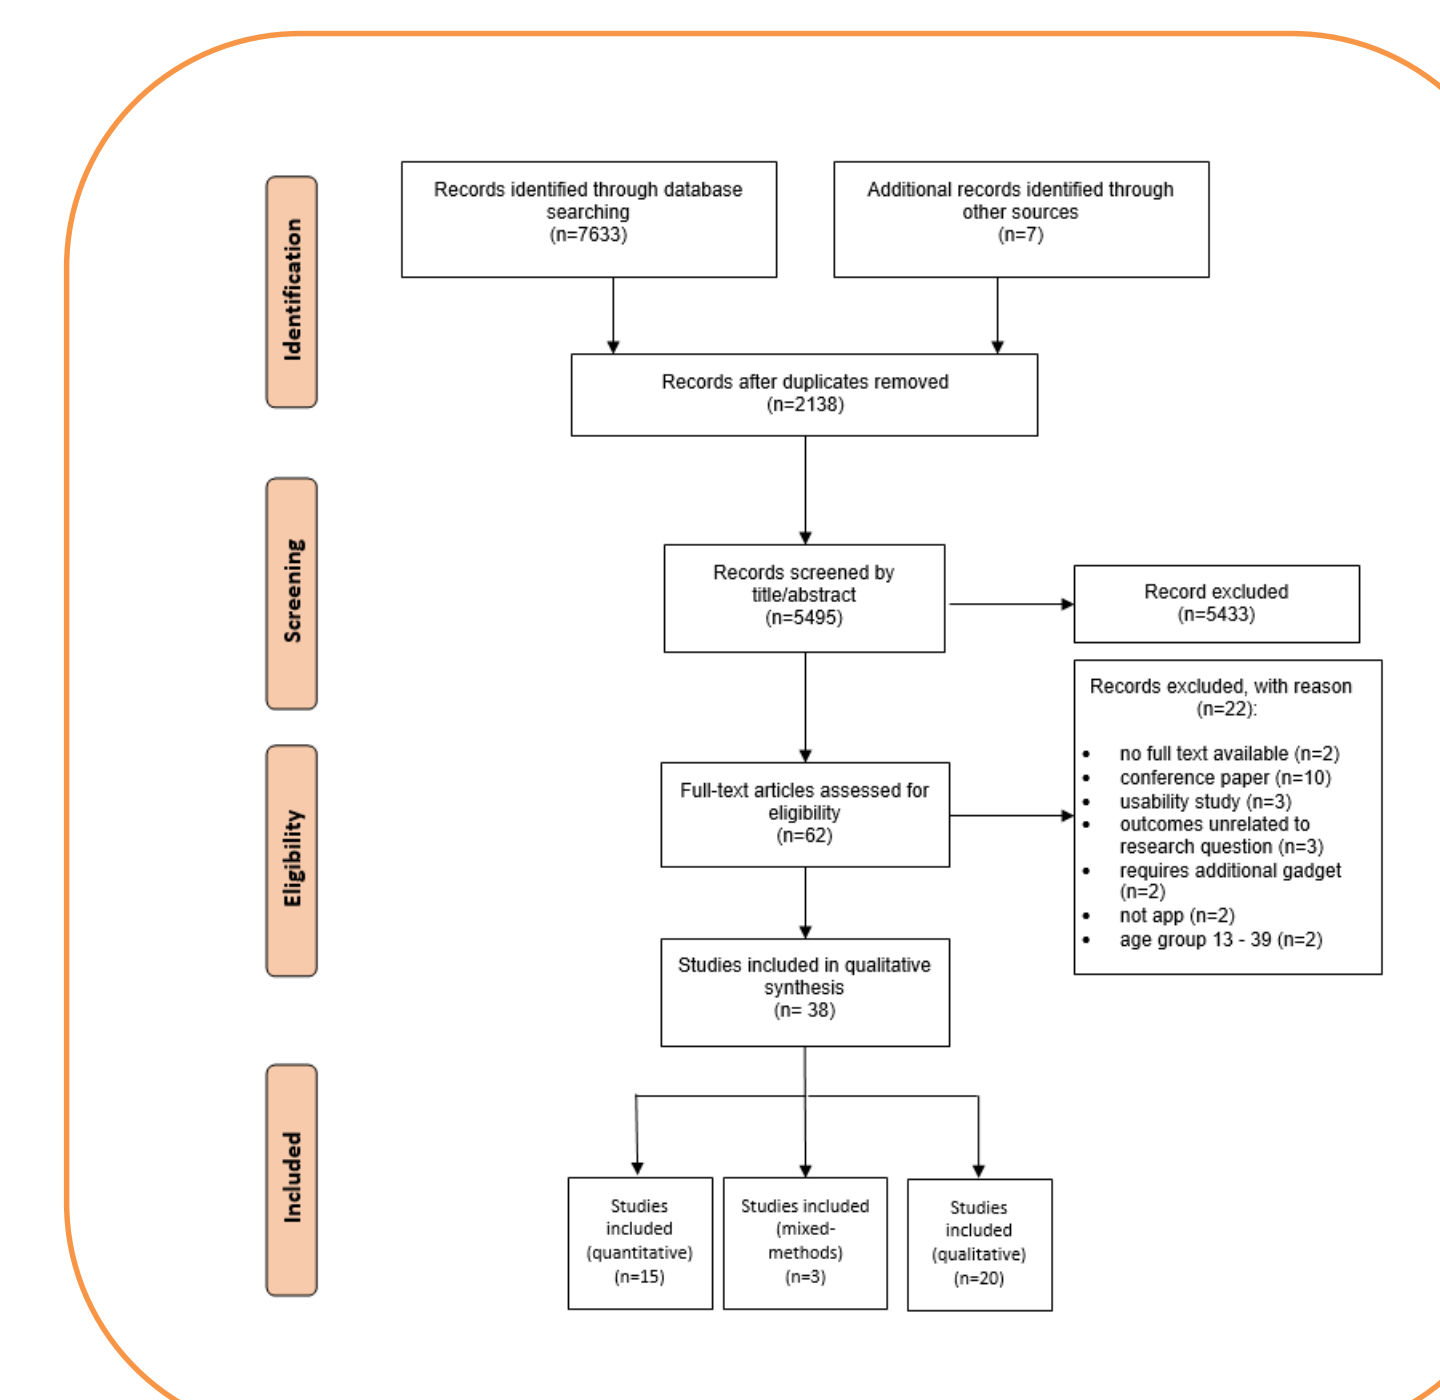 Identification
Records identified through database
searching
(n=7633)
Additional records identified through
other sources
(n=7)
Records after duplicates removed
(n=2138)
Screening
Records screened by
title/abstract
(n=5495)
Record excluded
(n=5433)
Records excluded, with reason
(n=22):
• no full text available (n=2)
• conference paper (n=10)
• usability study (n=3)
• outcomes unrelated to
research question (n=3)
• requires additional gadget
(n=2)
• not app (n=2)
• age group 13 - 39 (n=2)
Eligibility
Full-text articles assessed for
eligibility
(n=62)
Studies included in qualitative
synthesis
(n= 38)
Included
Studies
included
(quantitative)
(n=15)
Studies included
(mixed-
methods)
(n=3)
Studies
included
(qualitative)
(n=20)